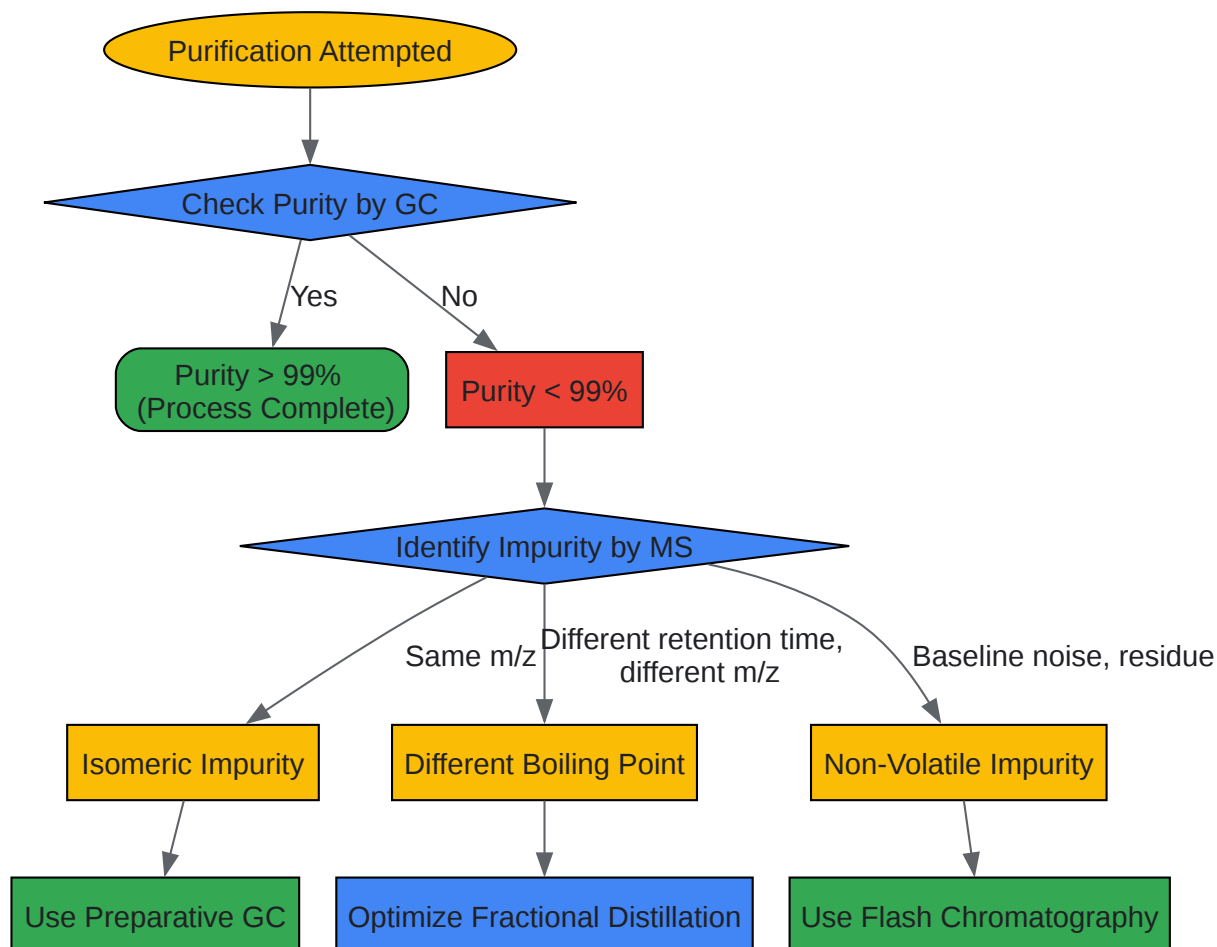 Purification Attempted
Check Purity by GC
Yes
No
Purity > 99%
(Process Complete)
Purity < 99%
Identify Impurity by MS
Same m/z
Different retention time,
different m/z
Baseline noise, residue
Isomeric Impurity
Different Boiling Point
Non-Volatile Impurity
Use Preparative GC
Optimize Fractional Distillation
Use Flash Chromatography